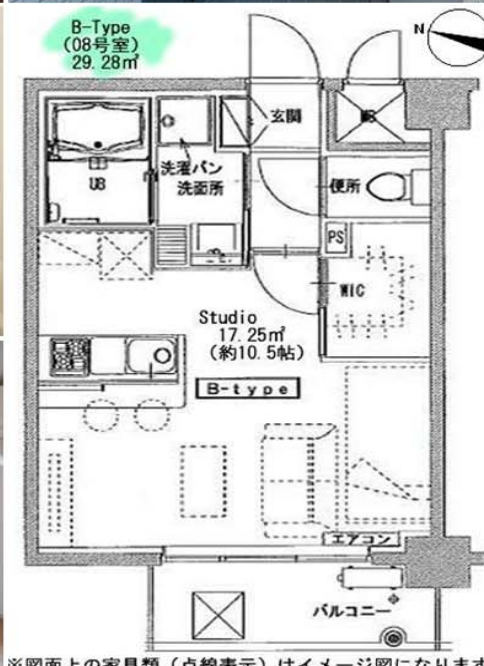 B-Type
(08号室)
29.28㎡
N
玄関
MB
洗濯パン
洗面所
UB
便所
PS
WIC
Studio
17.25㎡
(約10.5帖)
B-type
エアコン
バルコニー
※図面上の家具類（点線表示）はイメージ図になります